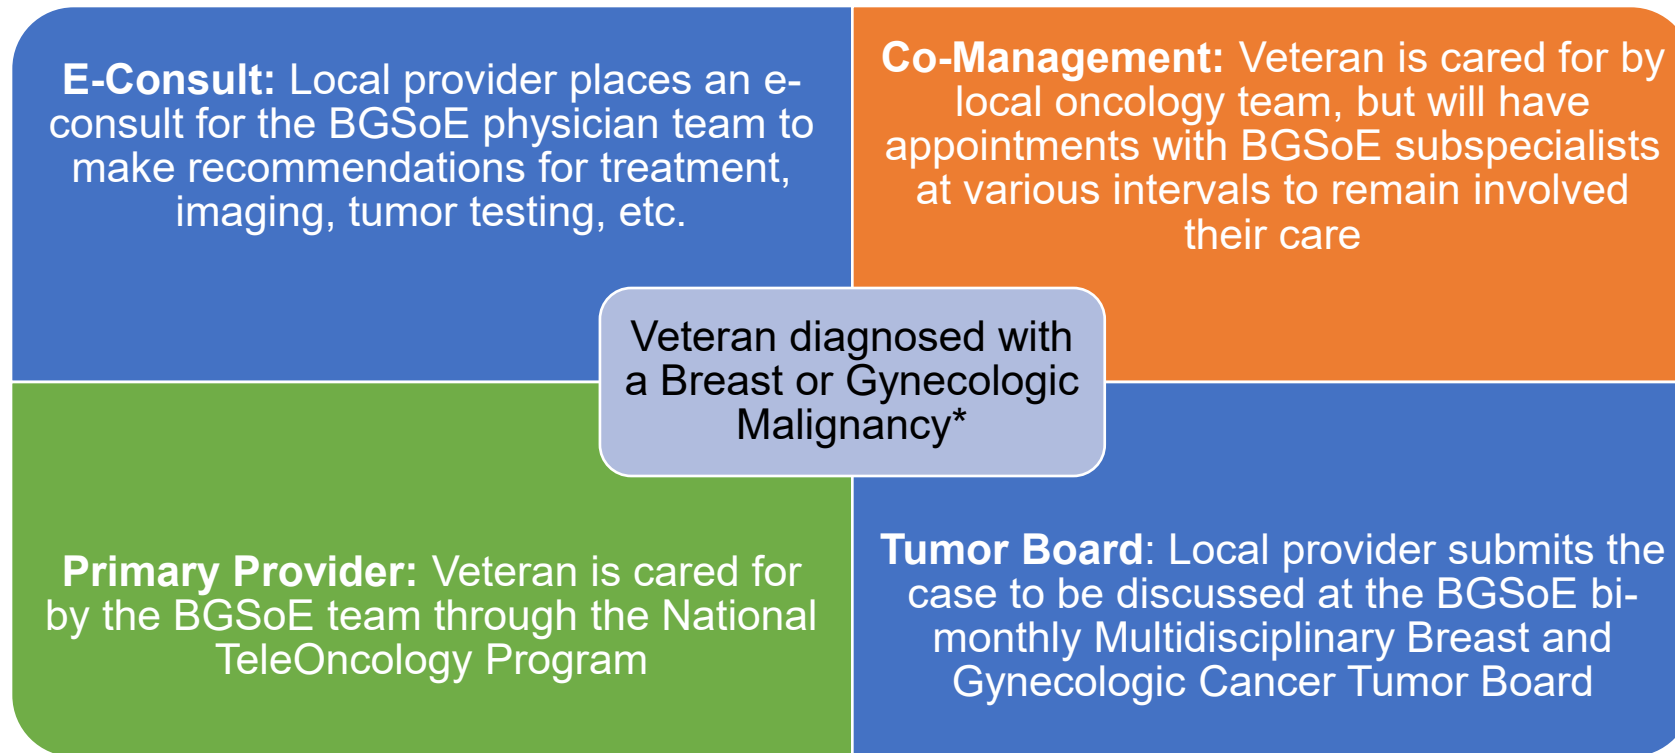 E-Consult: Local provider places an e-
consult for the BGSoE physician team to
make recommendations for treatment,
imaging, tumor testing, etc.
Co-Management: Veteran is cared for by
local oncology team, but will have
appointments with BGSoE subspecialists
at various intervals to remain involved
their care
Veteran diagnosed with
a Breast or Gynecologic
Malignancy*
Primary Provider: Veteran is cared for
by the BGSoE team through the National
TeleOncology Program
Tumor Board: Local provider submits the
case to be discussed at the BGSoE bi-
monthly Multidisciplinary Breast and
Gynecologic Cancer Tumor Board